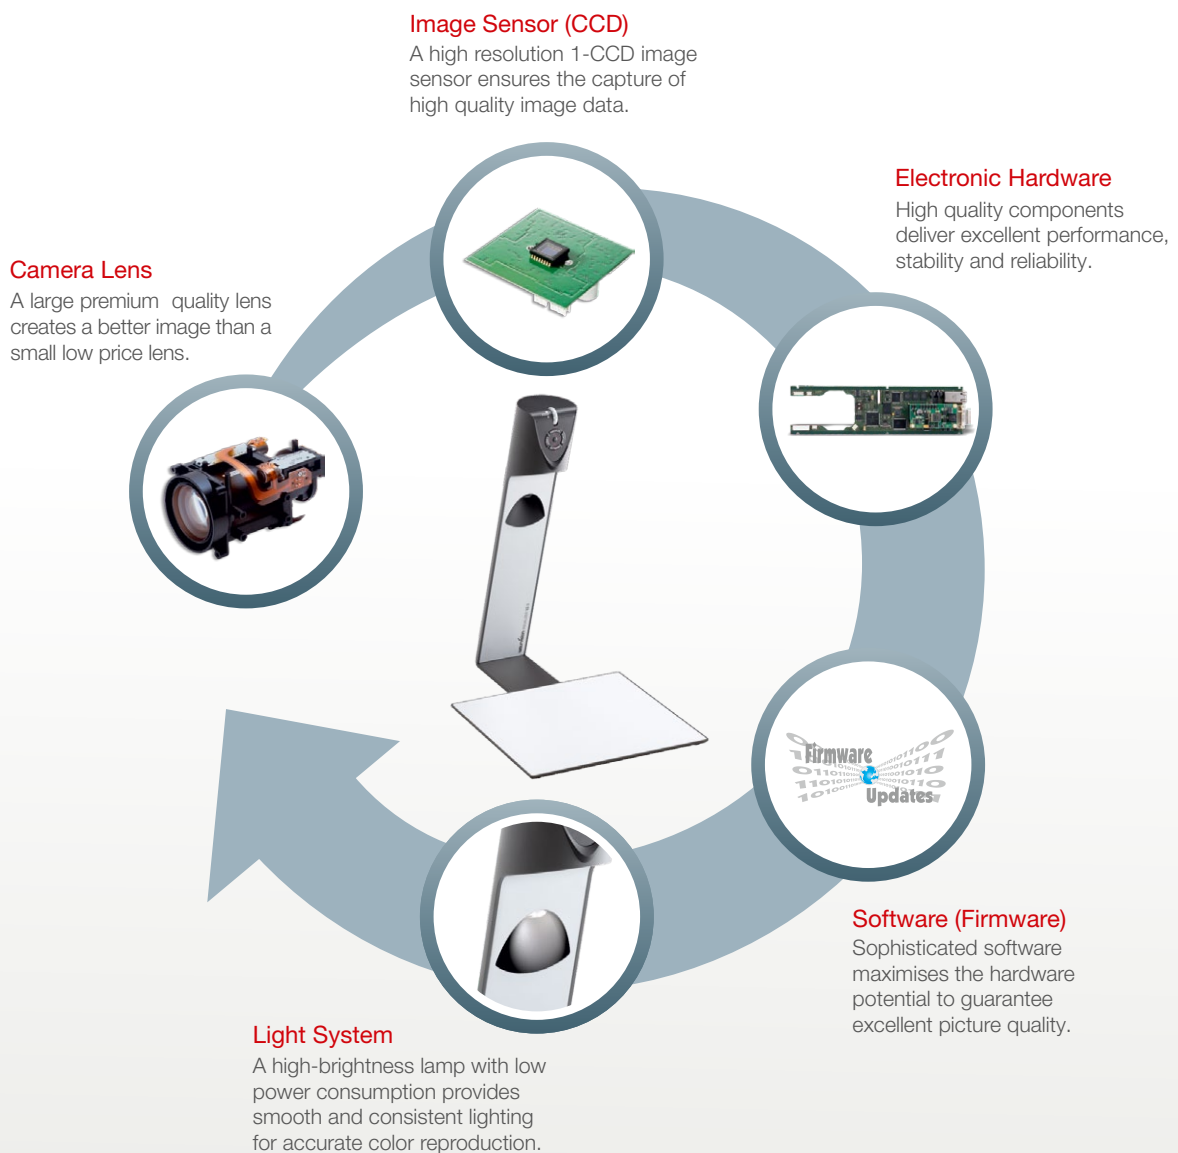 Image Sensor (CCD)
A high resolution 1-CCD image
sensor ensures the capture of
high quality image data.
Electronic Hardware
High quality components
deliver excellent performance,
stability and reliability.
Camera Lens
A large premium quality lens
creates a better image than a
small low price lens.
Firmware
Updates
Software (Firmware)
Sophisticated software
maximises the hardware
potential to guarantee
excellent picture quality.
Light System
A high-brightness lamp with low
power consumption provides
smooth and consistent lighting
for accurate color reproduction.